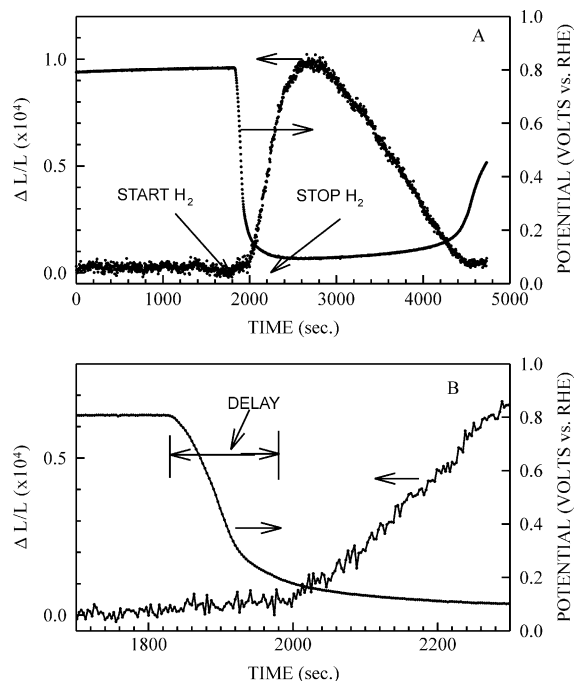 A
1.0
0.5
0.0
Δ L/L (x10⁴)
1.0
0.8
0.6
0.4
0.2
0.0
POTENTIAL (VOLTS vs. RHE)
START H₂
STOP H₂
0
1000
2000
3000
4000
5000
TIME (sec.)
B
DELAY
0.5
0.0
Δ L/L (x10⁴)
1.0
0.8
0.6
0.4
0.2
0.0
POTENTIAL (VOLTS vs. RHE)
1800
2000
2200
TIME (sec.)